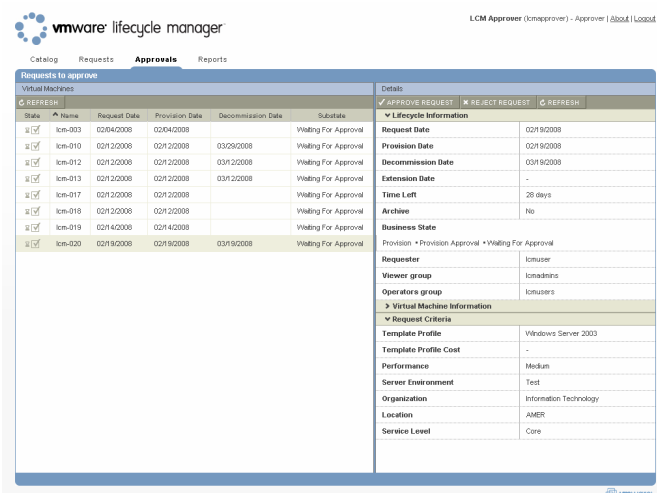 vmware lifecycle manager
LCM Approver (lcmapprover) - Approver | About | Logout
Catalog Requests Approvals Reports
Requests to approve
Virtual Machines
REFRESH
State Name Request Date Provision Date Decommission Date Substate
lcm-003 02/04/2008 02/04/2008 Waiting For Approval
lcm-010 02/12/2008 02/12/2008 03/29/2008 Waiting For Approval
lcm-012 02/12/2008 02/12/2008 03/12/2008 Waiting For Approval
lcm-013 02/12/2008 02/12/2008 03/12/2008 Waiting For Approval
lcm-017 02/12/2008 02/12/2008 Waiting For Approval
lcm-018 02/12/2008 02/12/2008 Waiting For Approval
lcm-019 02/14/2008 02/14/2008 Waiting For Approval
lcm-020 02/19/2008 02/19/2008 03/19/2008 Waiting For Approval
Details
APPROVE REQUEST REJECT REQUEST REFRESH
Lifecycle Information
Request Date 02/19/2008
Provision Date 02/19/2008
Decommission Date 03/19/2008
Extension Date -
Time Left 28 days
Archive No
Business State
Provision • Provision Approval • Waiting For Approval
Requester lcmuser
Viewer group lcmadmins
Operators group lcmusers
Virtual Machine Information
Request Criteria
Template Profile Windows Server 2003
Template Profile Cost -
Performance Medium
Server Environment Test
Organization Information Technology
Location AMER
Service Level Core